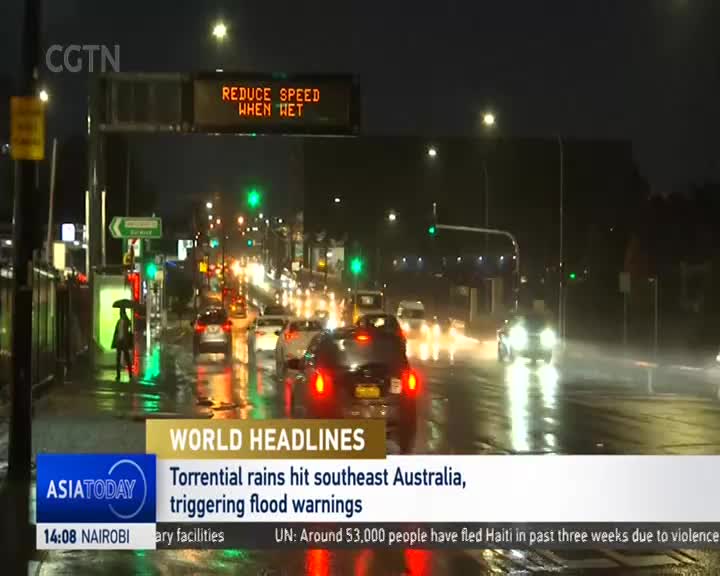 CGTN
REDUCE SPEED
WHEN WET
WORLD HEADLINES
Torrential rains hit southeast Australia,
triggering flood warnings
ASIA TODAY
14:08 NAIROBI
ary facilities UN: Around 53,000 people have fled Haiti in past three weeks due to violence